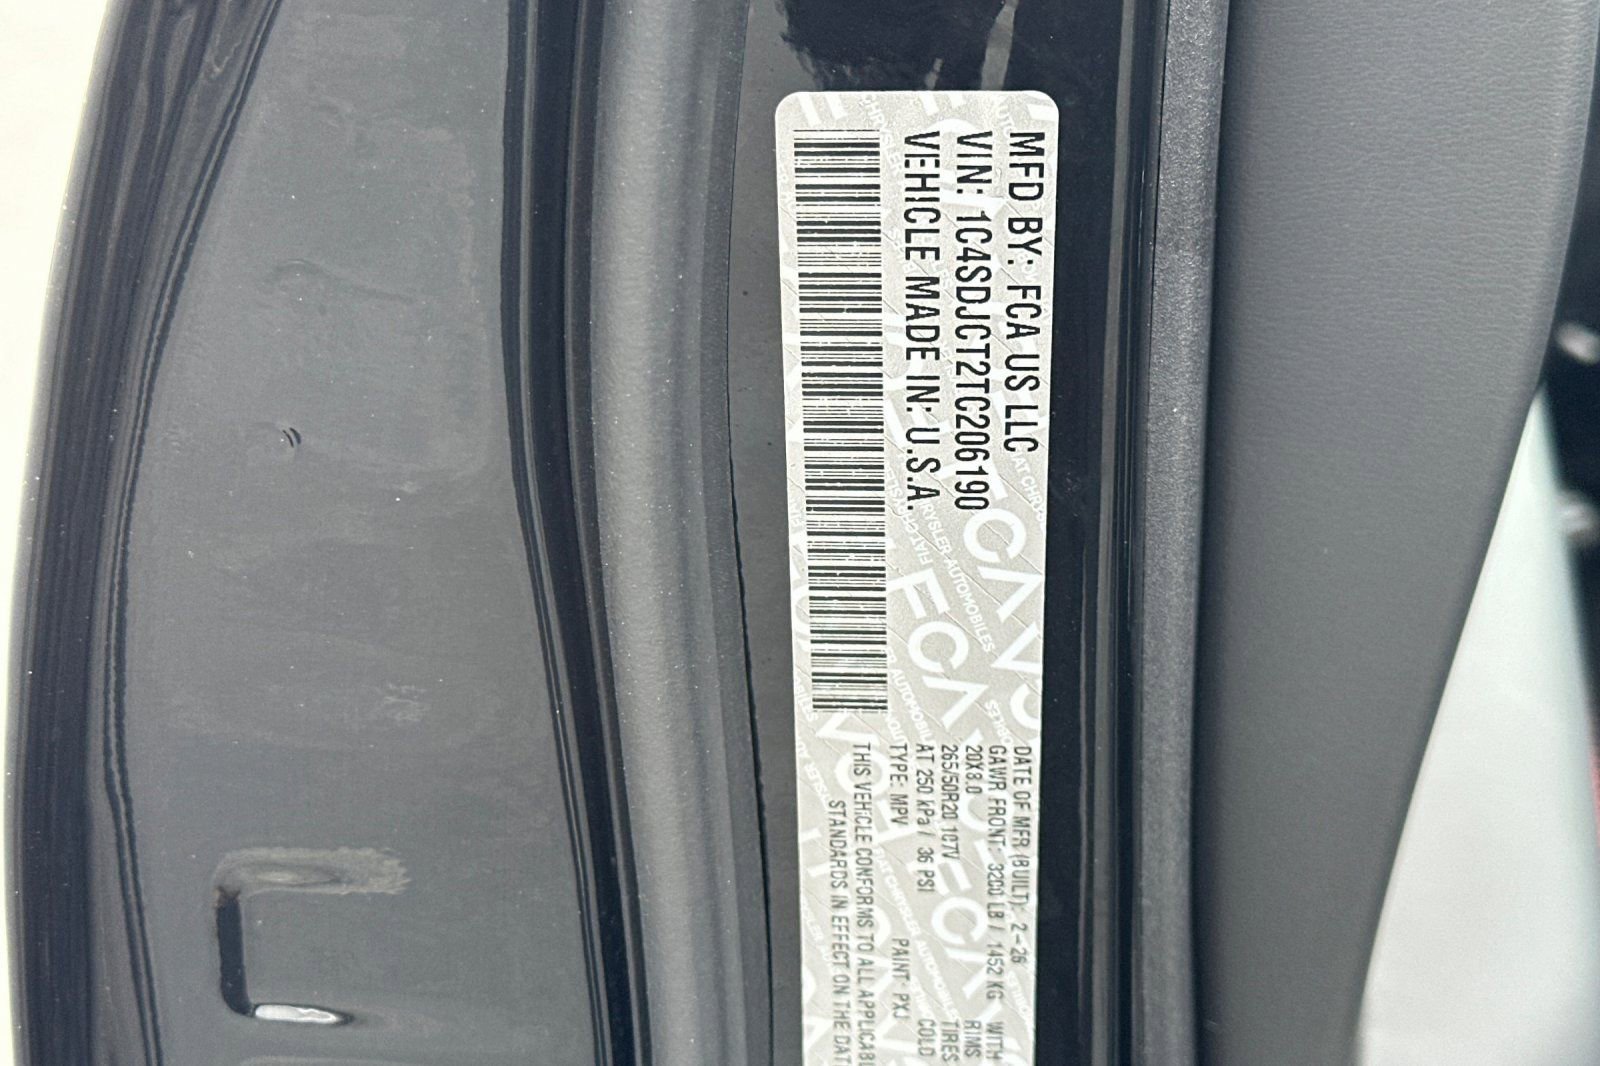 MFD BY: FCA US LLC
VIN: 1C4SDJCT2TC206190
VEHICLE MADE IN: U.S.A.
DATE OF MFR (BUILT): 2-26
GAWR FRONT: 3200 LB / 1452 KG WITH
20X8.0 RIMS
265/50R20 107V TIRES
AT 250 kPa / 36 PSI COLD
TYPE: MPV PAINT: PXJ
THIS VEHICLE CONFORMS TO ALL
STANDARDS IN EFFECT ON THE